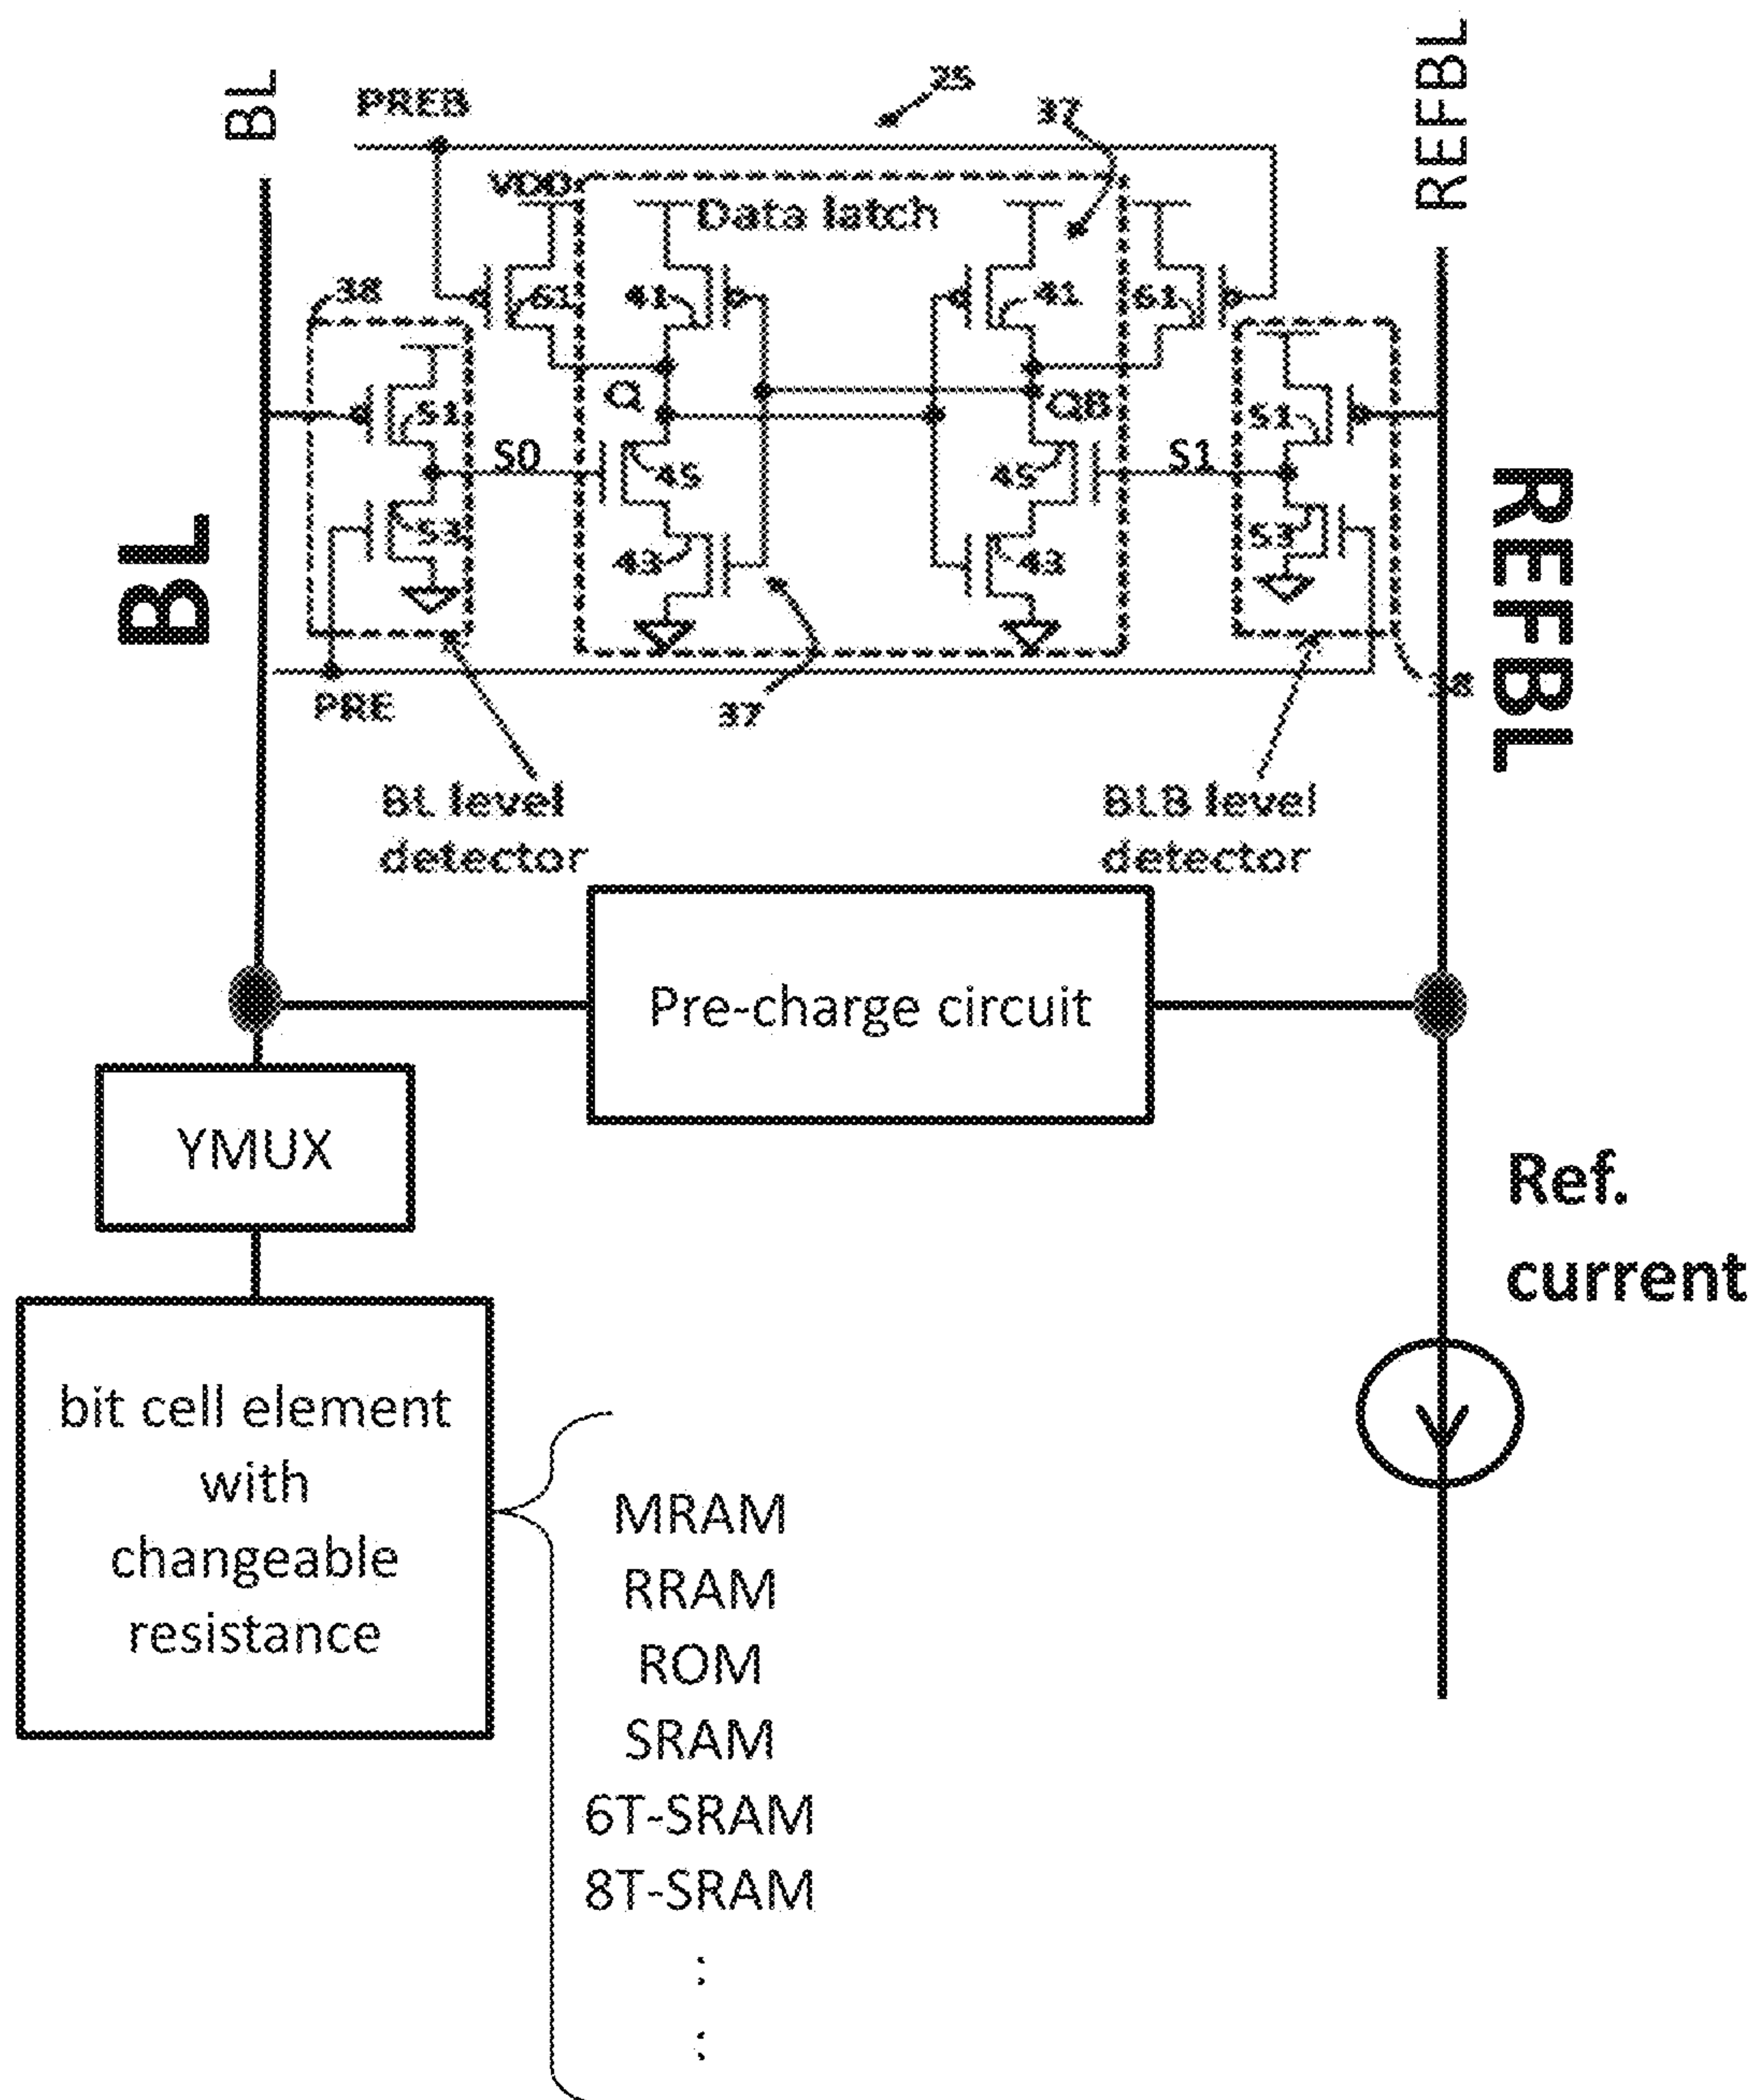 BL
PREB
25
37
REFBL
VDD
Data latch
38
61
41
41
61
51
Q
QB
51
S0
45
45
S1
53
43
43
53
BL
REFBL
PRE
37
38
BL level
detector
BLB level
detector
Pre-charge circuit
YMUX
Ref.
current
bit cell element
with
changeable
resistance
MRAM
RRAM
ROM
SRAM
6T-SRAM
8T-SRAM
:
: